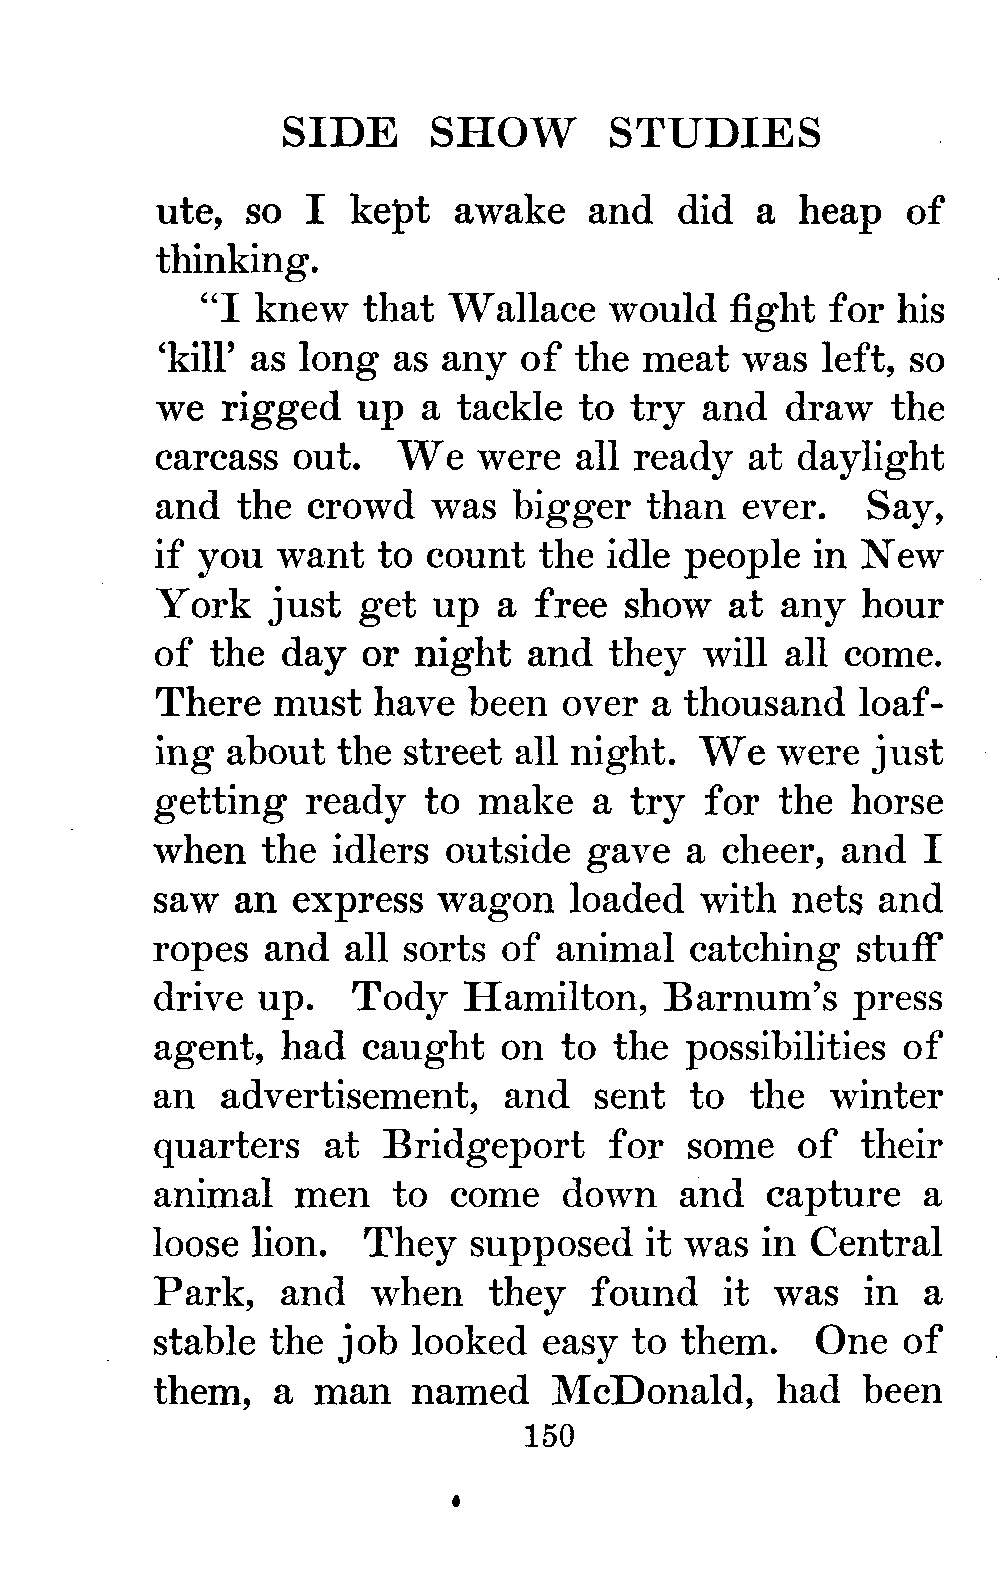 SIDE SHOW STUDIES
ute, so I kept awake and did a heap of
thinking.
“I knew that Wallace would fight for his
‘kill’ as long as any of the meat was left, so
we rigged up a tackle to try and draw the
carcass out. We were all ready at daylight
and the crowd was bigger than ever. Say,
if you want to count the idle people in New
York just get up a free show at any hour
of the day or night and they will all come.
There must have been over a thousand loaf-
ing about the street all night. We were just
getting ready to make a try for the horse
when the idlers outside gave a cheer, and I
saw an express wagon loaded with nets and
ropes and all sorts of animal catching stuff
drive up. Tody Hamilton, Barnum’s press
agent, had caught on to the possibilities of
an advertisement, and sent to the winter
quarters at Bridgeport for some of their
animal men to come down and capture a
loose lion. They supposed it was in Central
Park, and when they found it was in a
stable the job looked easy to them. One of
them, a man named McDonald, had been
150